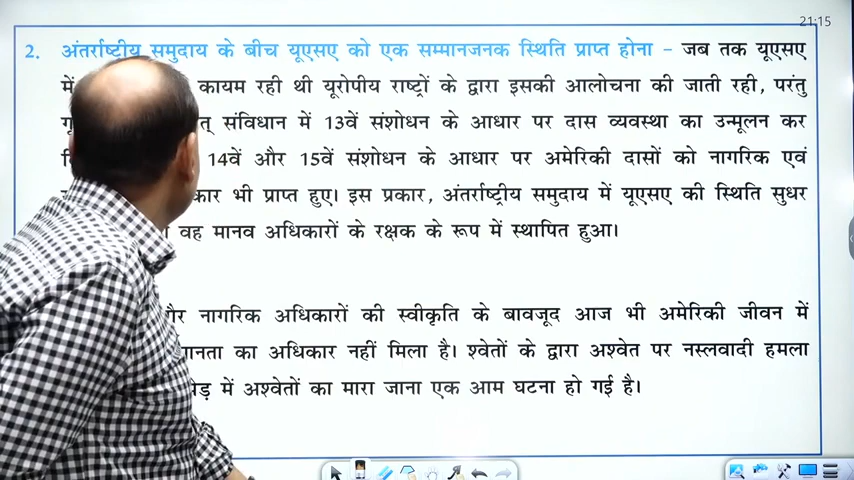 21:15
2. अंतर्राष्ट्रीय समुदाय के बीच यूएसए को एक सम्मानजनक स्थिति प्राप्त होना – जब तक यूएसए
में कायम रही थी यूरोपीय राष्ट्रों के द्वारा इसकी आलोचना की जाती रही, परंतु
संविधान में 13वें संशोधन के आधार पर दास व्यवस्था का उन्मूलन कर
14वें और 15वें संशोधन के आधार पर अमेरिकी दासों को नागरिक एवं
भी प्राप्त हुए। इस प्रकार, अंतर्राष्ट्रीय समुदाय में यूएसए की स्थिति सुधर
वह मानव अधिकारों के रक्षक के रूप में स्थापित हुआ।
नागरिक अधिकारों की स्वीकृति के बावजूद आज भी अमेरिकी जीवन में
का अधिकार नहीं मिला है। श्वेतों के द्वारा अश्वेत पर नस्लवादी हमला
में अश्वेतों का मारा जाना एक आम घटना हो गई है।